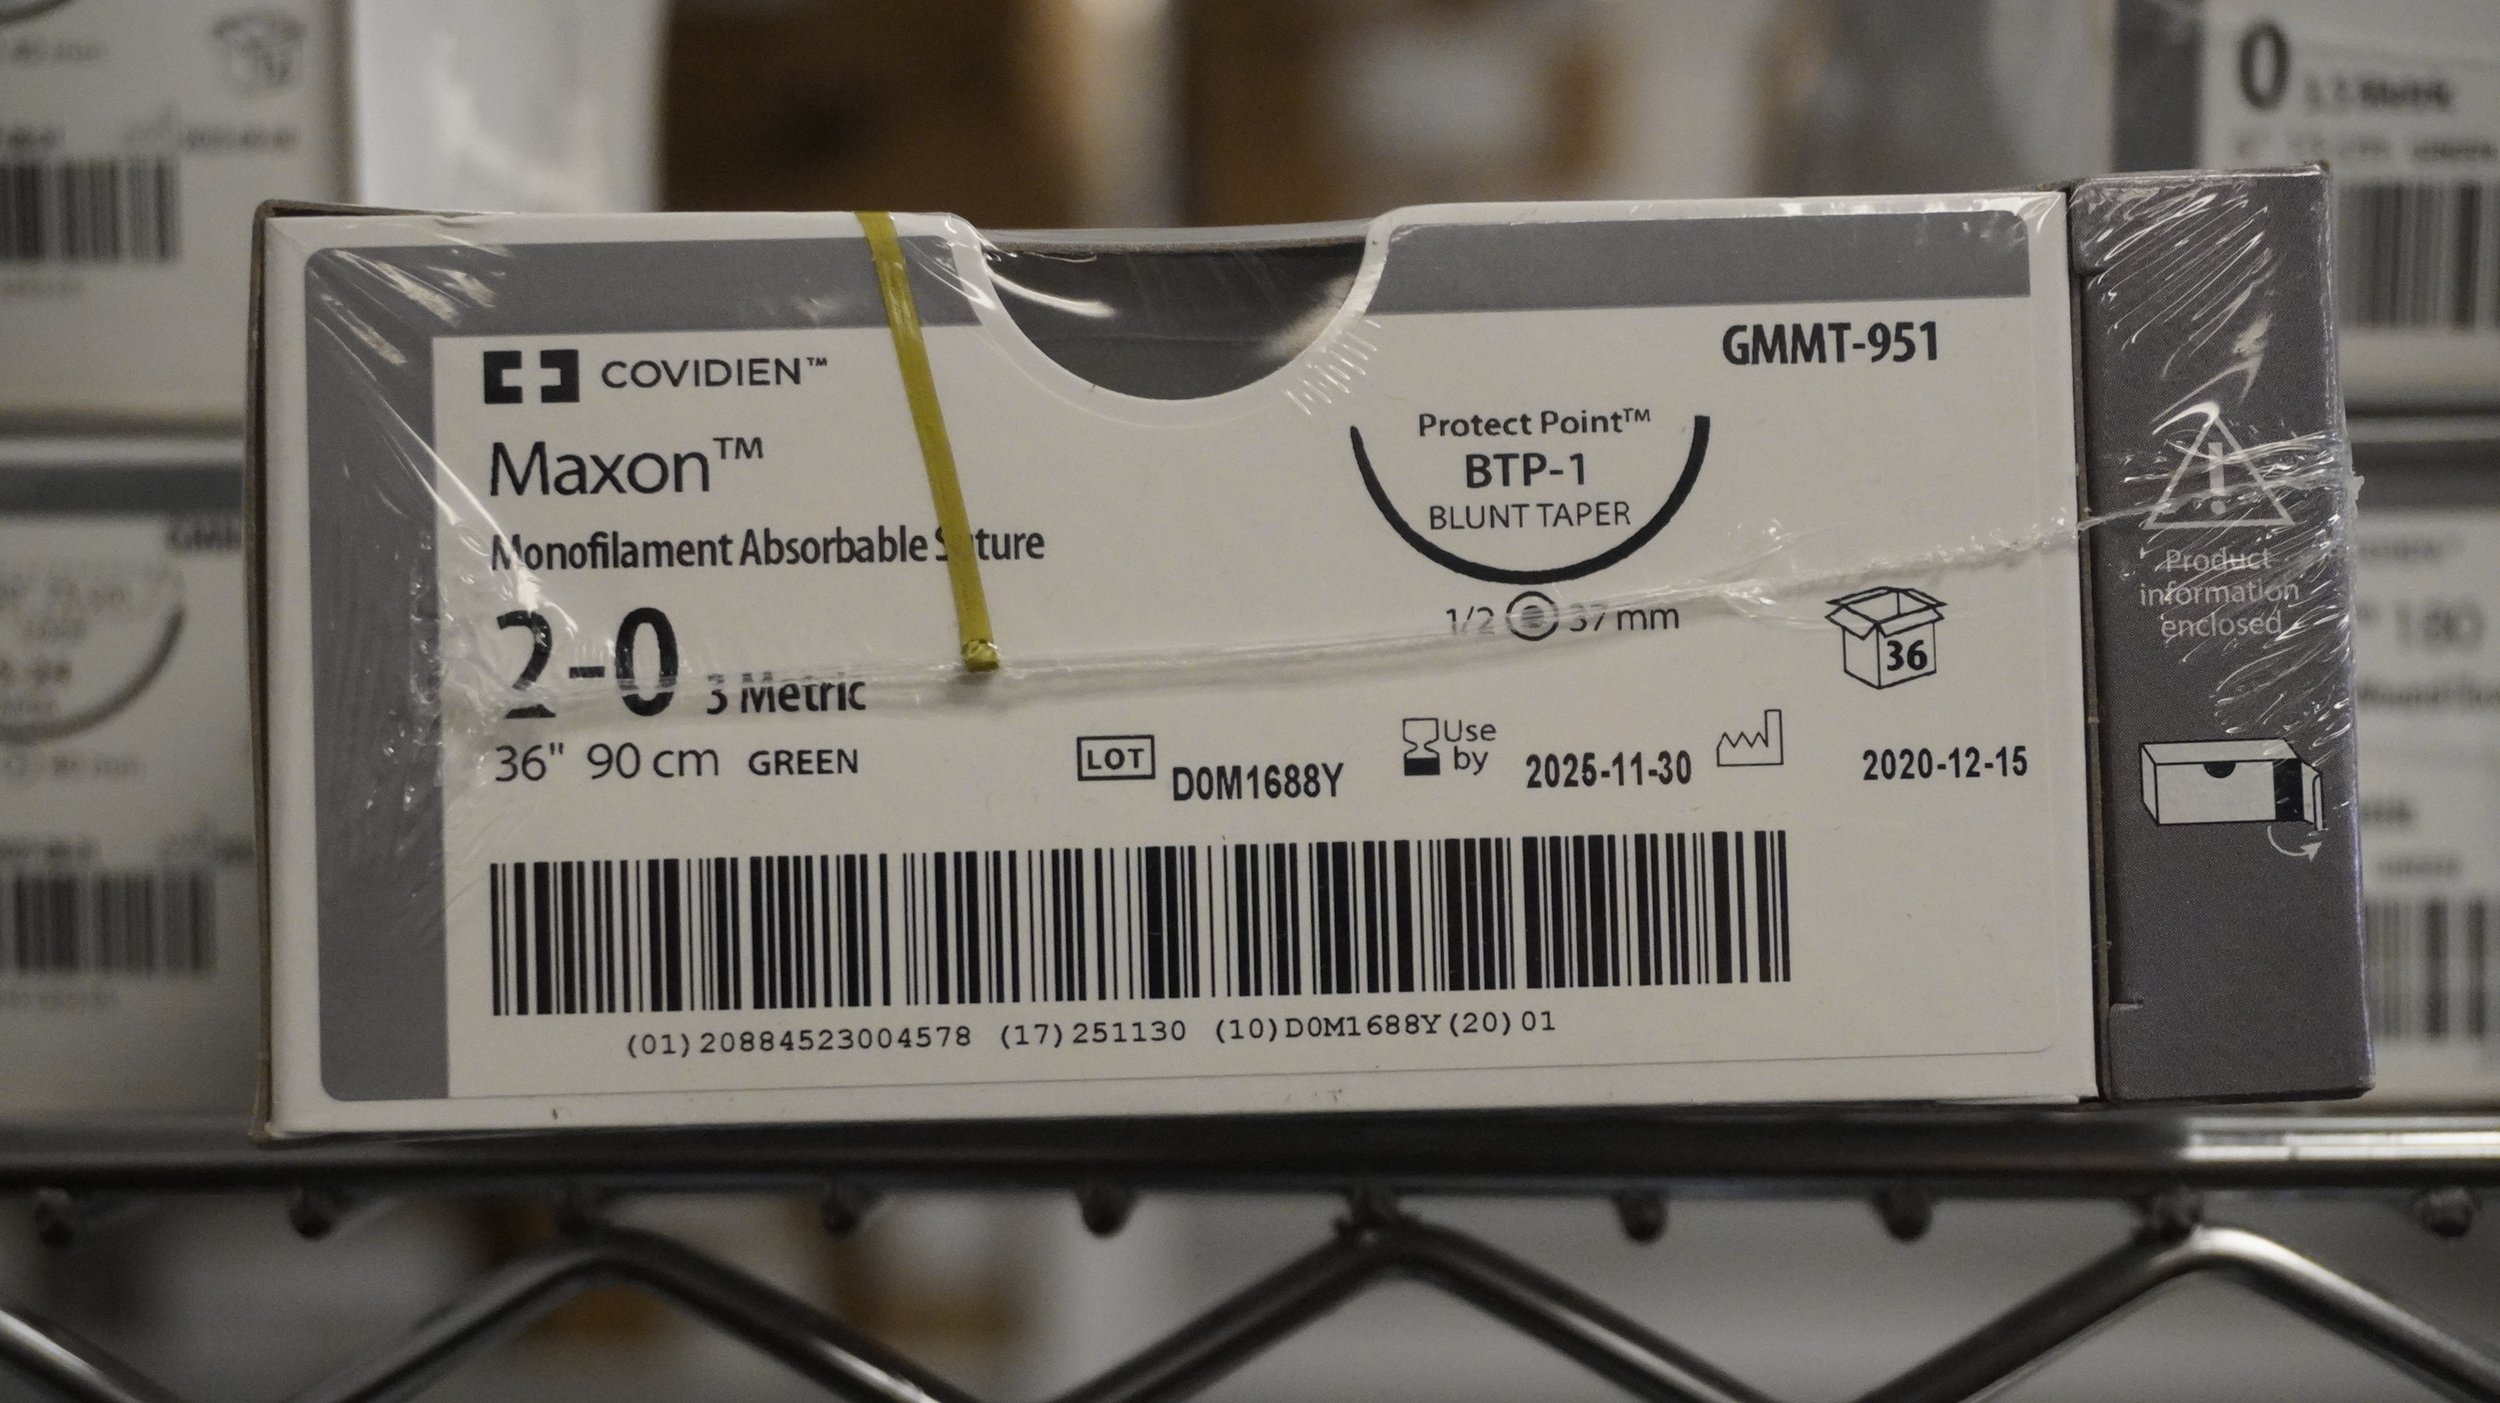 COVIDIEN™
GMMT-951
Maxon™
Monofilament Absorbable Suture
Protect Point™
BTP-1
BLUNT TAPER
1/2 37 mm
2-0 3 Metric
36" 90 cm GREEN
36
LOT D0M1688Y
Use
by 2025-11-30
2020-12-15
(01)20884523004578 (17)251130 (10)D0M1688Y(20)01
Product
information
enclosed
0